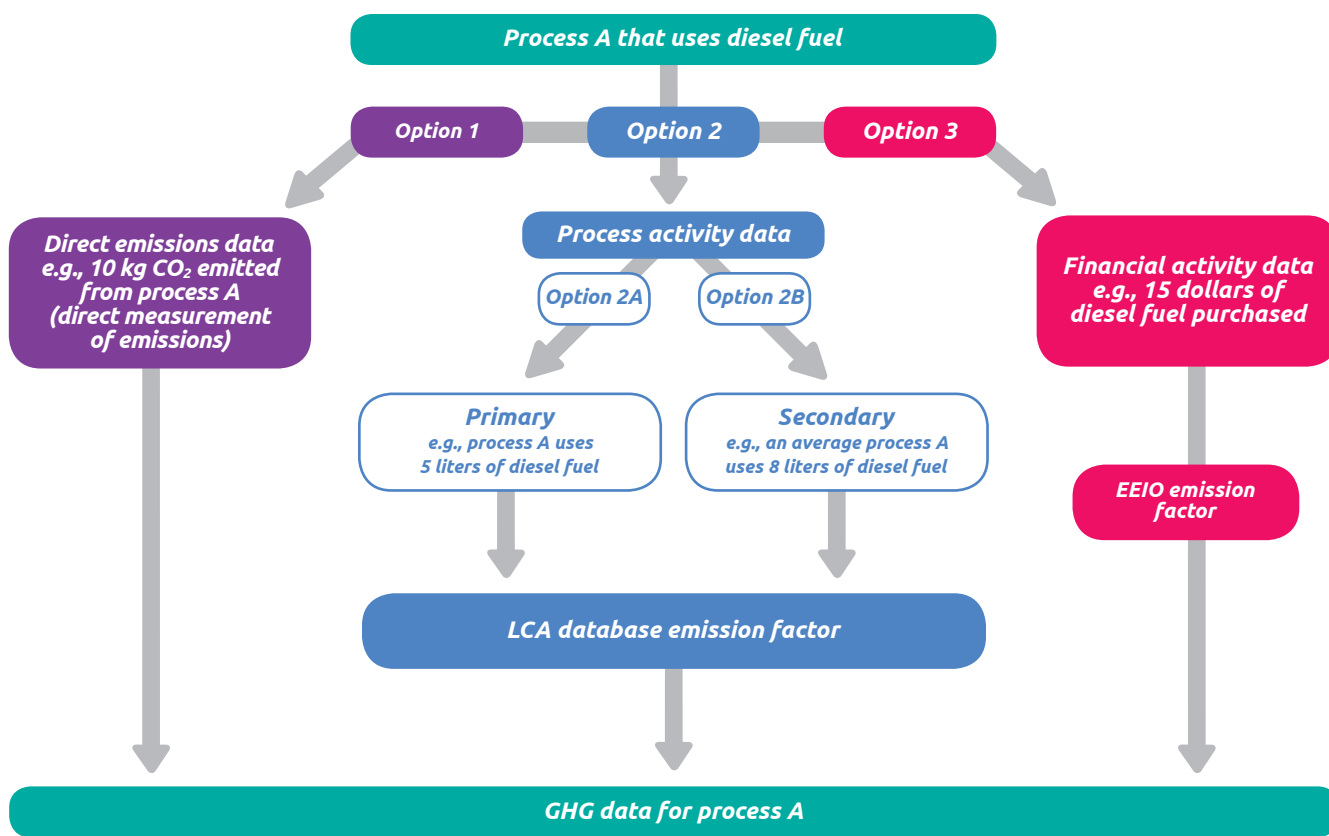 Process A that uses diesel fuel
Option 1
Option 2
Option 3
Direct emissions data
e.g., 10 kg CO₂ emitted
from process A
(direct measurement
of emissions)
Process activity data
Option 2A
Option 2B
Financial activity data
e.g., 15 dollars of
diesel fuel purchased
Primary
e.g., process A uses
5 liters of diesel fuel
Secondary
e.g., an average process A
uses 8 liters of diesel fuel
EEIO emission
factor
LCA database emission factor
GHG data for process A